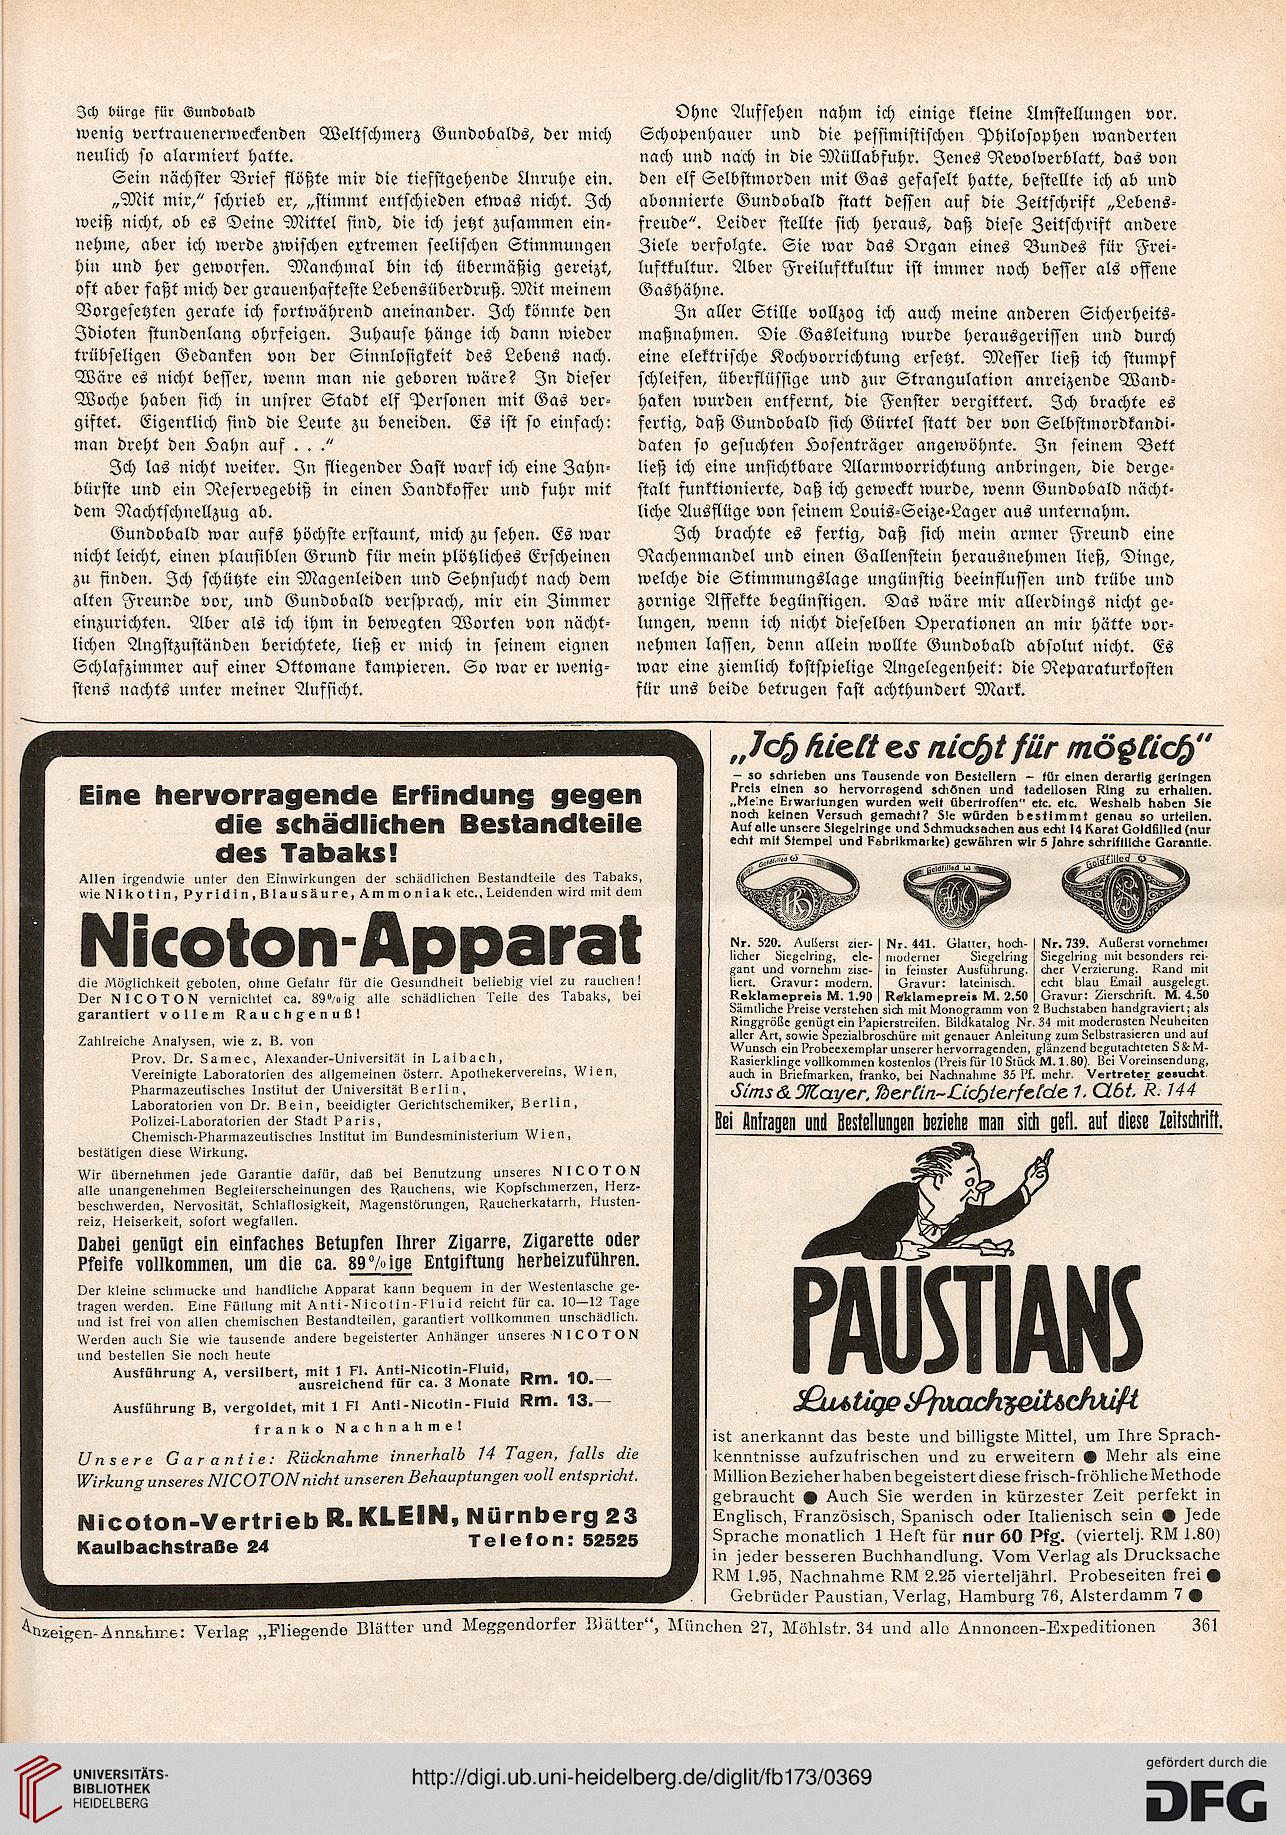 Ich bürge für Gundobald
wenig vertrauenerweckenden Weltschmerz Gundobalds, der mich
neulich so alarmiert hatte.
Sein nächster Brief flößte mir die tiefstgehende Unruhe ein.
„Mit mir,“ schrieb er, „stimmt entschieden etwas nicht. Ich
weiß nicht, ob es Deine Mittel sind, die ich jetzt zusammen ein-
nehme, aber ich werde zwischen extremen seelischen Stimmungen
hin und her geworfen. Manchmal bin ich übermäßig gereizt,
oft aber faßt mich der grauenhafteste Lebensüberdruß. Mit meinem
Vorgesetzten gerate ich fortwährend aneinander. Ich könnte den
Idioten stundenlang ohrfeigen. Zuhause hänge ich dann wieder
trübseligen Gedanken von der Sinnlosigkeit des Lebens nach.
Wäre es nicht besser, wenn man nie geboren wäre? In dieser
Woche haben sich in unsrer Stadt elf Personen mit Gas ver-
giftet. Eigentlich sind die Leute zu beneiden. Es ist so einfach:
man dreht den Hahn auf . . .“
Ich las nicht weiter. In fliegender Hast warf ich eine Zahn-
bürste und ein Reservegebiß in einen Handkoffer und fuhr mit
dem Nachtschnellzug ab.
Gundobald war aufs höchste erstaunt, mich zu sehen. Es war
nicht leicht, einen plausiblen Grund für mein plötzliches Erscheinen
zu finden. Ich schützte ein Magenleiden und Sehnsucht nach dem
alten Freunde vor, und Gundobald versprach, mir ein Zimmer
einzurichten. Aber als ich ihm in bewegten Worten von nächt-
lichen Angstzuständen berichtete, ließ er mich in seinem eignen
Schlafzimmer auf einer Ottomane kampieren. So war er wenig-
stens nachts unter meiner Aufsicht.
Ohne Aufsehen nahm ich einige kleine Umstellungen vor.
Schopenhauer und die pessimistischen Philosophen wanderten
nach und nach in die Müllabfuhr. Jenes Revolverblatt, das von
den elf Selbstmorden mit Gas gefaselt hatte, bestellte ich ab und
abonnierte Gundobald statt dessen auf die Zeitschrift „Lebens-
freude“. Leider stellte sich heraus, daß diese Zeitschrift andere
Ziele verfolgte. Sie war das Organ eines Bundes für Frei-
luftkultur. Aber Freiluftkultur ist immer noch besser als offene
Gashähne.
In aller Stille vollzog ich auch meine anderen Sicherheits-
maßnahmen. Die Gasleitung wurde herausgerissen und durch
eine elektrische Kochvorrichtung ersetzt. Messer ließ ich stumpf
schleifen, überflüssige und zur Strangulation anreizende Wand-
haken wurden entfernt, die Fenster vergittert. Ich brachte es
fertig, daß Gundobald sich Gürtel statt der von Selbstmordkandi-
daten so gesuchten Hosenträger angewöhnte. In seinem Bett
ließ ich eine unsichtbare Alarmvorrichtung anbringen, die derge-
stalt funktionierte, daß ich geweckt wurde, wenn Gundobald nächt-
liche Ausflüge von seinem Louis-Seize-Lager aus unternahm.
Ich brachte es fertig, daß sich mein armer Freund eine
Rachenmandel und einen Gallenstein herausnehmen ließ, Dinge,
welche die Stimmungslage ungünstig beeinflussen und trübe und
zornige Affekte begünstigen. Das wäre mir allerdings nicht ge-
lungen, wenn ich nicht dieselben Operationen an mir hätte vor-
nehmen lassen, denn allein wollte Gundobald absolut nicht. Es
war eine ziemlich kostspielige Angelegenheit: die Reparaturkosten
für uns beide betrugen fast achthundert Mark.
Eine hervorragende Erfindung gegen
die schädlichen Bestandteile
des Tabaks!
Allen irgendwie unter den Einwirkungen der schädlichen Bestandteile des Tabaks,
wie Nikotin, Pyridin, Blausäure, Ammoniak etc., Leidenden wird mit dem
Nicoton-Apparat
die Möglichkeit geboten, ohne Gefahr für die Gesundheit beliebig viel zu rauchen!
Der NICOTON vernichtet ca. 89%ig alle schädlichen Teile des Tabaks, bei
garantiert vollem Rauchgenuß!
Zahlreiche Analysen, wie z. B. von
Prov. Dr. Samec, Alexander-Universität in Laibach,
Vereinigte Laboratorien des allgemeinen österr. Apothekervereins, Wien,
Pharmazeutisches Institut der Universität Berlin,
Laboratorien von Dr. Bein, beeidigter Gerichtschemiker, Berlin,
Polizei-Laboratorien der Stadt Paris,
Chemisch-Pharmazeutisches Institut im Bundesministerium Wien,
bestätigen diese Wirkung.
Wir übernehmen jede Garantie dafür, daß bei Benutzung unseres NICOTON
alle unangenehmen Begleiterscheinungen des Rauchens, wie Kopfschmerzen, Herz-
beschwerden, Nervosität, Schlaflosigkeit, Magenstörungen, Raucherkatarrh, Husten-
reiz, Heiserkeit, sofort wegfallen.
Dabei genügt ein einfaches Betupfen Ihrer Zigarre, Zigarette oder
Pfeife vollkommen, um die ca. 89%ige Entgiftung herbeizuführen.
Der kleine schmucke und handliche Apparat kann bequem in der Westentasche ge-
tragen werden. Eine Füllung mit Anti-Nicotin-Fluid reicht für ca. 10—12 Tage
und ist frei von allen chemischen Bestandteilen, garantiert vollkommen unschädlich.
Werden auch Sie wie tausende andere begeisterter Anhänger unseres NICOTON
und bestellen Sie noch heute
Ausführung A, versilbert, mit 1 Fl. Anti-Nicotin-Fluid,
ausreichend für ca. 3 Monate Rm. 10.—
Ausführung B, vergoldet, mit 1 Fl Anti-Nicotin-Fluid Rm. 13.—
franko Nachnahme!
Unsere Garantie: Rücknahme innerhalb 14 Tagen, falls die
Wirkung unseres NICOTON nicht unseren Behauptungen voll entspricht.
Nicoton-Vertrieb R. KLEIN, Nürnberg 23
Kaulbachstraße 24 Telefon: 52525
„Ich hielt es nicht für möglich“
— so schrieben uns Tausende von Bestellern — für einen derartig geringen
Preis einen so hervorragend schönen und tadellosen Ring zu erhalten.
„Meine Erwartungen wurden weit übertroffen“ etc. etc. Weshalb haben Sie
noch keinen Versuch gemacht? Sie würden bestimmt genau so urteilen.
Auf alle unsere Siegelringe und Schmucksachen aus echt 14 Karat Goldfilled (nur
echt mit Stempel und Fabrikmarke) gewähren wir 5 Jahre schriftliche Garantie.
Goldfilled
Goldfilled
Goldfilled
Nr. 520. Äußerst zier-
licher Siegelring, ele-
gant und vornehm zise-
liert. Gravur: modern.
Reklamepreis M. 1.90
Nr. 441. Glatter, hoch-
moderner Siegelring
in feinster Ausführung.
Gravur: lateinisch.
Reklamepreis M. 2.50
Nr. 739. Äußerst vornehmer
Siegelring mit besonders rei-
cher Verzierung. Rand mit
echt blau Email ausgelegt.
Gravur: Zierschrift. M. 4.50
Sämtliche Preise verstehen sich mit Monogramm von 2 Buchstaben handgraviert; als
Ringgröße genügt ein Papierstreifen. Bildkatalog Nr. 34 mit modernsten Neuheiten
aller Art, sowie Spezialbroschüre mit genauer Anleitung zum Selbstrasieren und auf
Wunsch ein Probeexemplar unserer hervorragenden, glänzend begutachteten S & M-
Rasierklinge vollkommen kostenlos (Preis für 10 Stück M. 1.80). Bei Voreinsendung,
auch in Briefmarken, franko, bei Nachnahme 35 Pf. mehr. Vertreter gesucht.
Sims & Mayer, Berlin-Lichterfelde 1. Abt. R. 144
Bei Anfragen und Bestellungen beziehe man sich gefl. auf diese Zeitschrift.
PAUSTIANS
Lustige Sprachzeitschrift
ist anerkannt das beste und billigste Mittel, um Ihre Sprach-
kenntnisse aufzufrischen und zu erweitern ● Mehr als eine
Million Bezieher haben begeistert diese frisch-fröhliche Methode
gebraucht ● Auch Sie werden in kürzester Zeit perfekt in
Englisch, Französisch, Spanisch oder Italienisch sein ● Jede
Sprache monatlich 1 Heft für nur 60 Pfg. (viertelj. RM 1.80)
in jeder besseren Buchhandlung. Vom Verlag als Drucksache
RM 1.95, Nachnahme RM 2.25 vierteljährl. Probeseiten frei ●
Gebrüder Paustian, Verlag, Hamburg 76, Alsterdamm 7 ●
Anzeigen-Annahme: Verlag „Fliegende Blätter und Meggendorfer Blätter“, München 27, Möhlstr. 34 und alle Annoncen-Expeditionen 361
UNIVERSITÄTS-
BIBLIOTHEK
HEIDELBERG
http://digi.ub.uni-heidelberg.de/diglit/fb173/0369
gefördert durch die
DFG